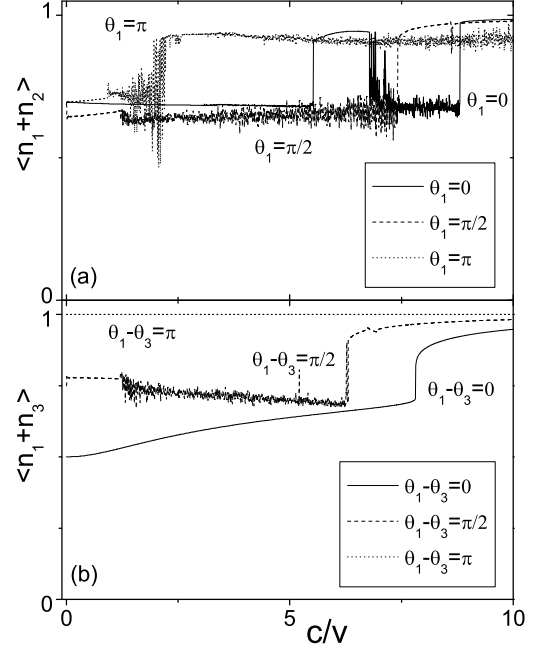 1
θ₁=π
<n₁+n₂>
θ₁=0
θ₁=π/2
θ₁=0
θ₁=π/2
θ₁=π
(a)
0
1
θ₁-θ₃=π
θ₁-θ₃=π/2
θ₁-θ₃=0
<n₁+n₃>
θ₁-θ₃=0
θ₁-θ₃=π/2
θ₁-θ₃=π
(b)
0
0 5 10
c/v